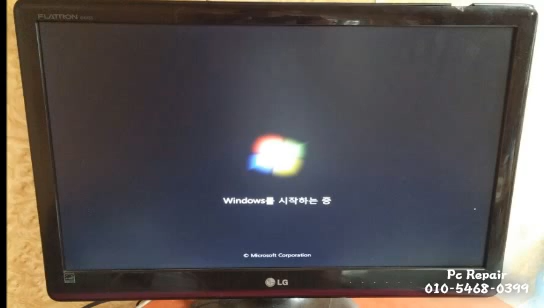 FLATRON
Windows를 시작하는 중
© Microsoft Corporation
LG
Pc Repair
010-5468-0399